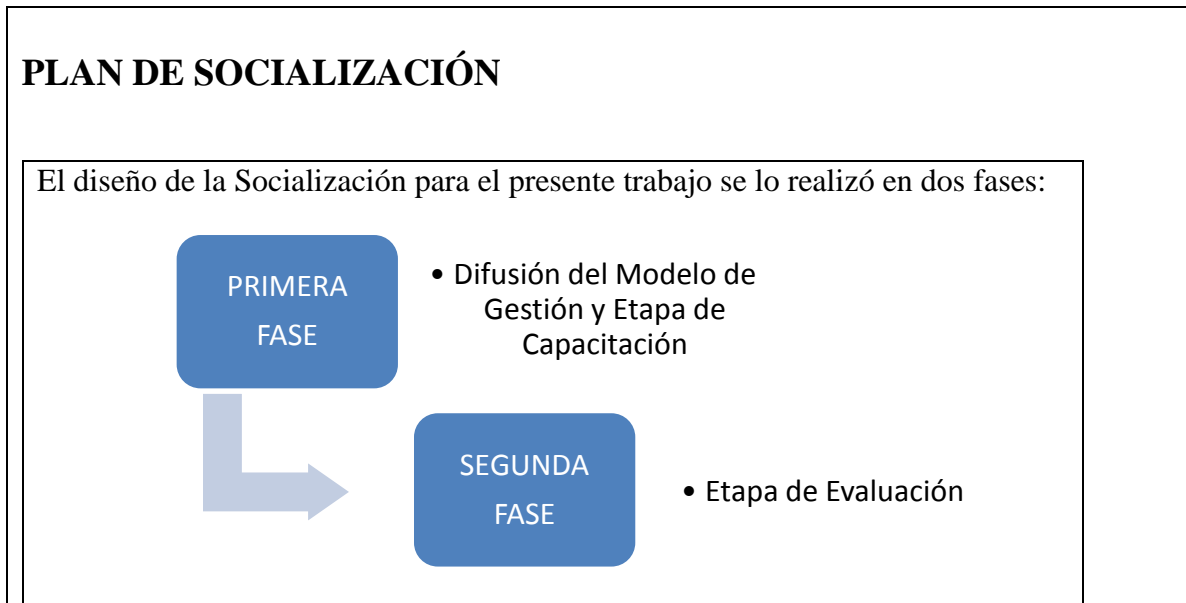 PLAN DE SOCIALIZACIÓN
El diseño de la Socialización para el presente trabajo se lo realizó en dos fases:
PRIMERA
FASE
• Difusión del Modelo de
Gestión y Etapa de
Capacitación
SEGUNDA
FASE
• Etapa de Evaluación